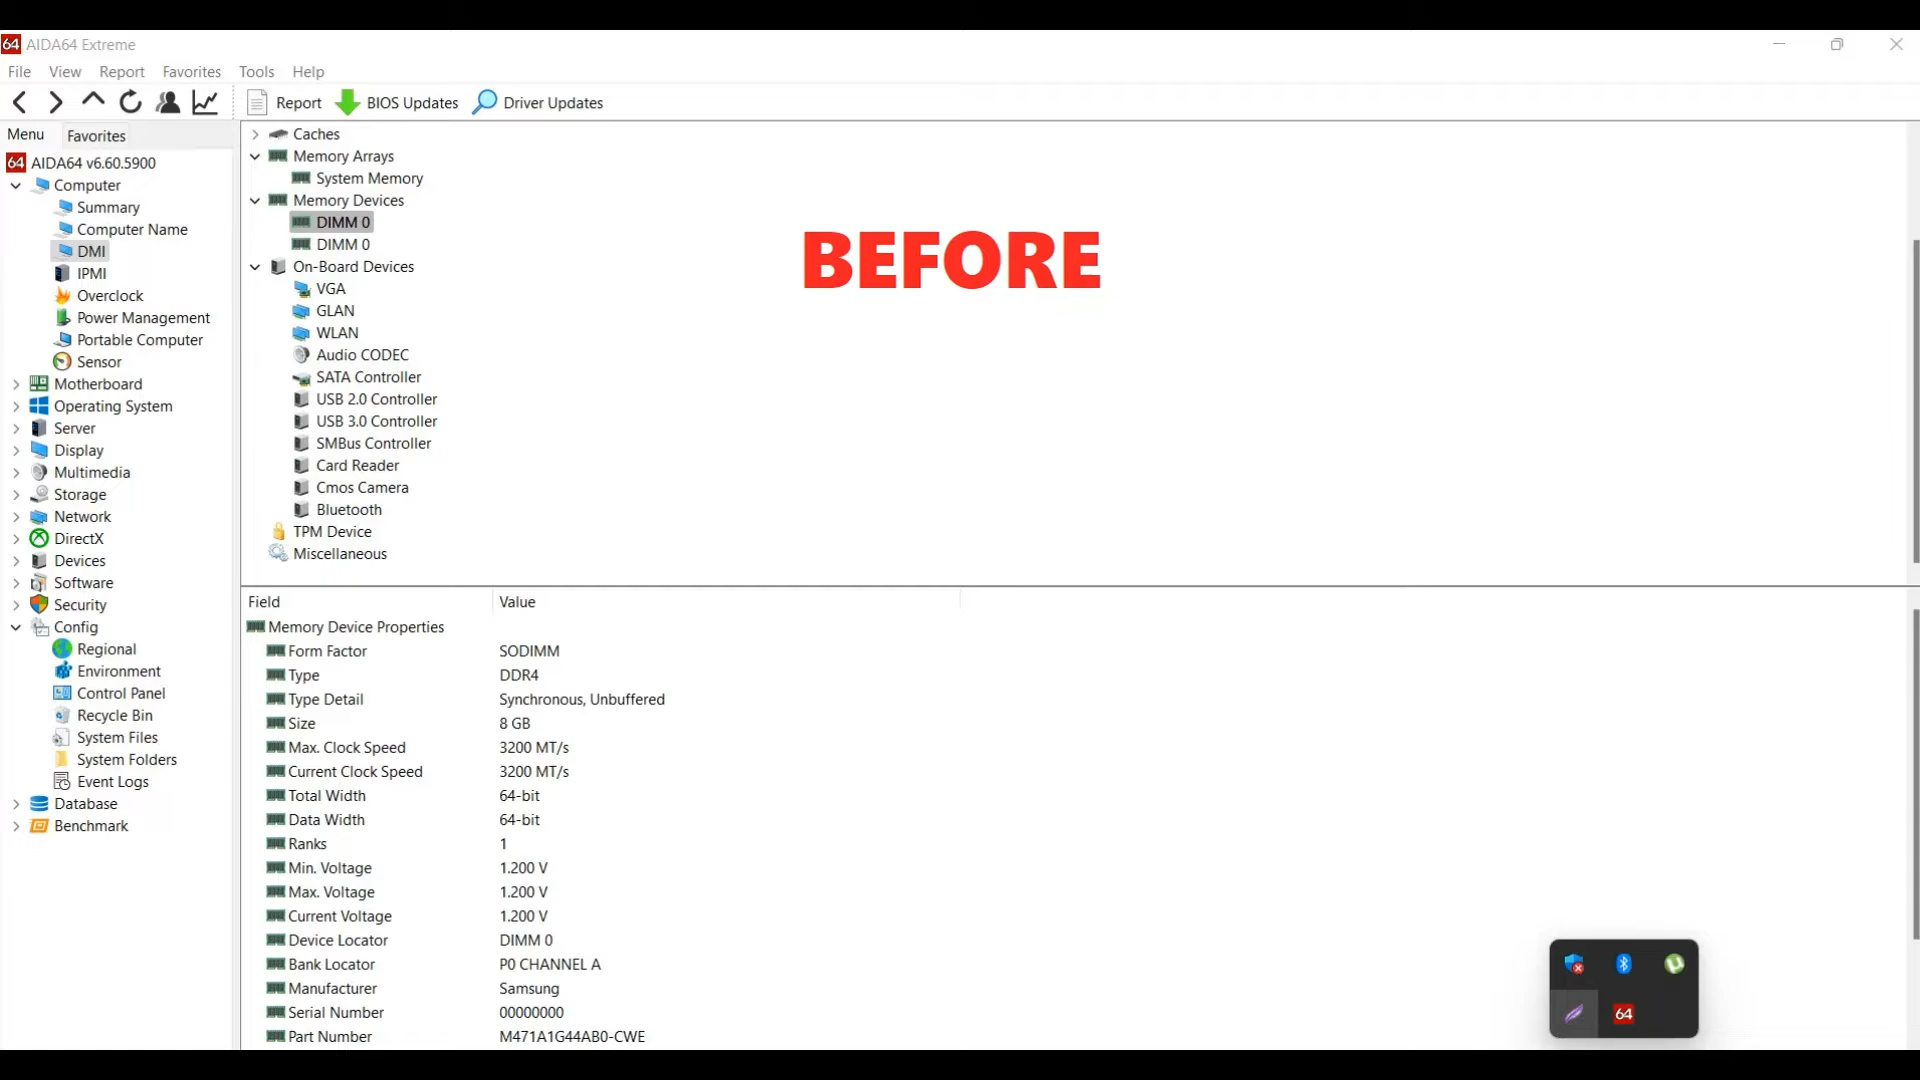 64 AIDA64 Extreme
File View Report Favorites Tools Help
Report BIOS Updates Driver Updates
Menu Favorites
64 AIDA64 v6.60.5900
Computer
Summary
Computer Name
DMI
IPMI
Overclock
Power Management
Portable Computer
Sensor
Motherboard
Operating System
Server
Display
Multimedia
Storage
Network
DirectX
Devices
Software
Security
Config
Regional
Environment
Control Panel
Recycle Bin
System Files
System Folders
Event Logs
Database
Benchmark
Caches
Memory Arrays
System Memory
Memory Devices
DIMM 0
DIMM 0
On-Board Devices
VGA
GLAN
WLAN
Audio CODEC
SATA Controller
USB 2.0 Controller
USB 3.0 Controller
SMBus Controller
Card Reader
Cmos Camera
Bluetooth
TPM Device
Miscellaneous
BEFORE
Field Value
Memory Device Properties
Form Factor SODIMM
Type DDR4
Type Detail Synchronous, Unbuffered
Size 8 GB
Max. Clock Speed 3200 MT/s
Current Clock Speed 3200 MT/s
Total Width 64-bit
Data Width 64-bit
Ranks 1
Min. Voltage 1.200 V
Max. Voltage 1.200 V
Current Voltage 1.200 V
Device Locator DIMM 0
Bank Locator P0 CHANNEL A
Manufacturer Samsung
Serial Number 00000000
Part Number M471A1G44AB0-CWE
64